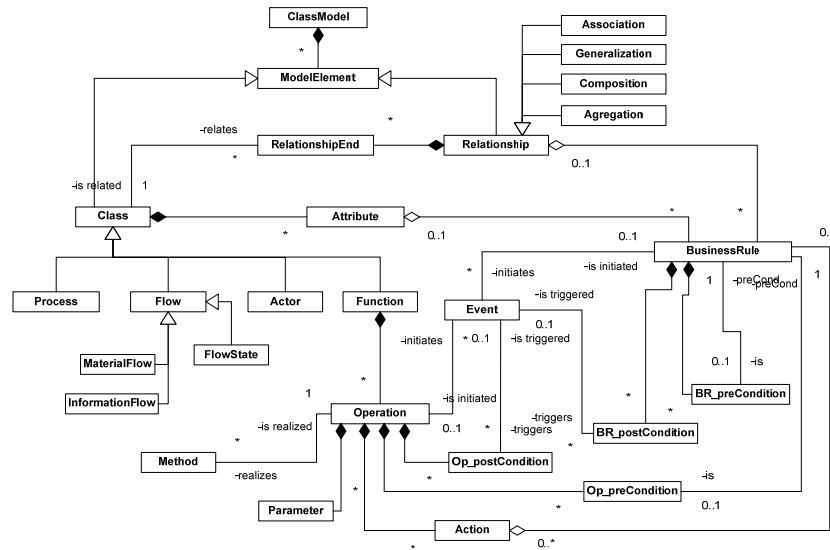 ClassModel
Association
*
Generalization
ModelElement
Composition
*
Agregation
-relates
RelationshipEnd
Relationship
*
0..1
-is related
1
Class
Attribute
*
*
*
0..1
0..1
0..
BusinessRule
*
-initiates
-is initiated
1
-preCond
-preCond
1
Process
Flow
Actor
Function
-is triggered
Event
0..1
-initiates
*
0..1
-is triggered
FlowState
MaterialFlow
0..1
-is
*
1
-is initiated
*
*
BR_preCondition
InformationFlow
Operation
-is realized
0..1
*
-triggers
-triggers
*
BR_postCondition
*
Method
-realizes
Op_postCondition
*
*
-is
Op_preCondition
0..1
Parameter
*
Action
*
0..*